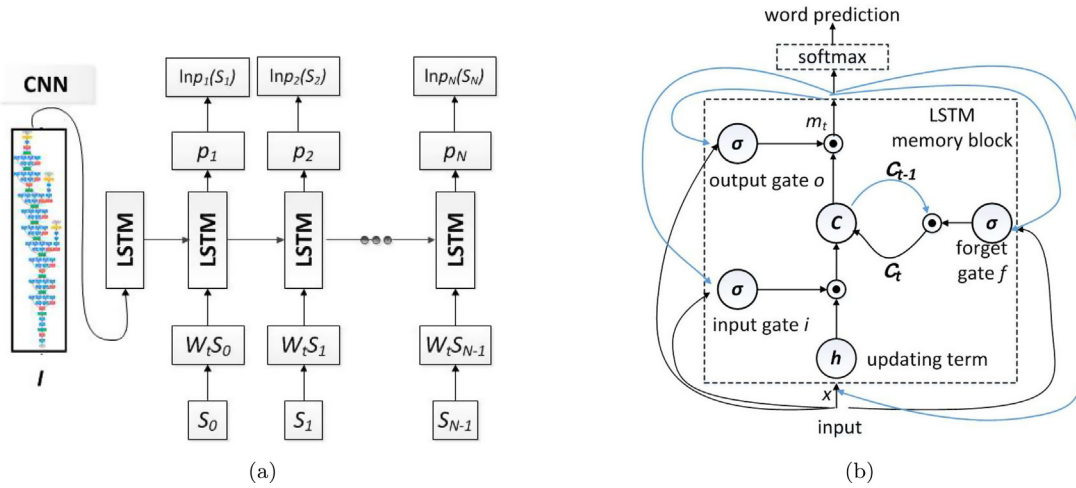 CNN
lnp1(S1) lnp2(S2) lnpN(SN)
p1 p2 pN
LSTM LSTM LSTM LSTM
I
WtS0 WtS1 WtSN-1
S0 S1 SN-1
(a)
word prediction
softmax
LSTM
memory block
mt
σ
output gate o
Ct-1
C
σ
Ct
forget
gate f
σ
input gate i
h
updating term
x
input
(b)